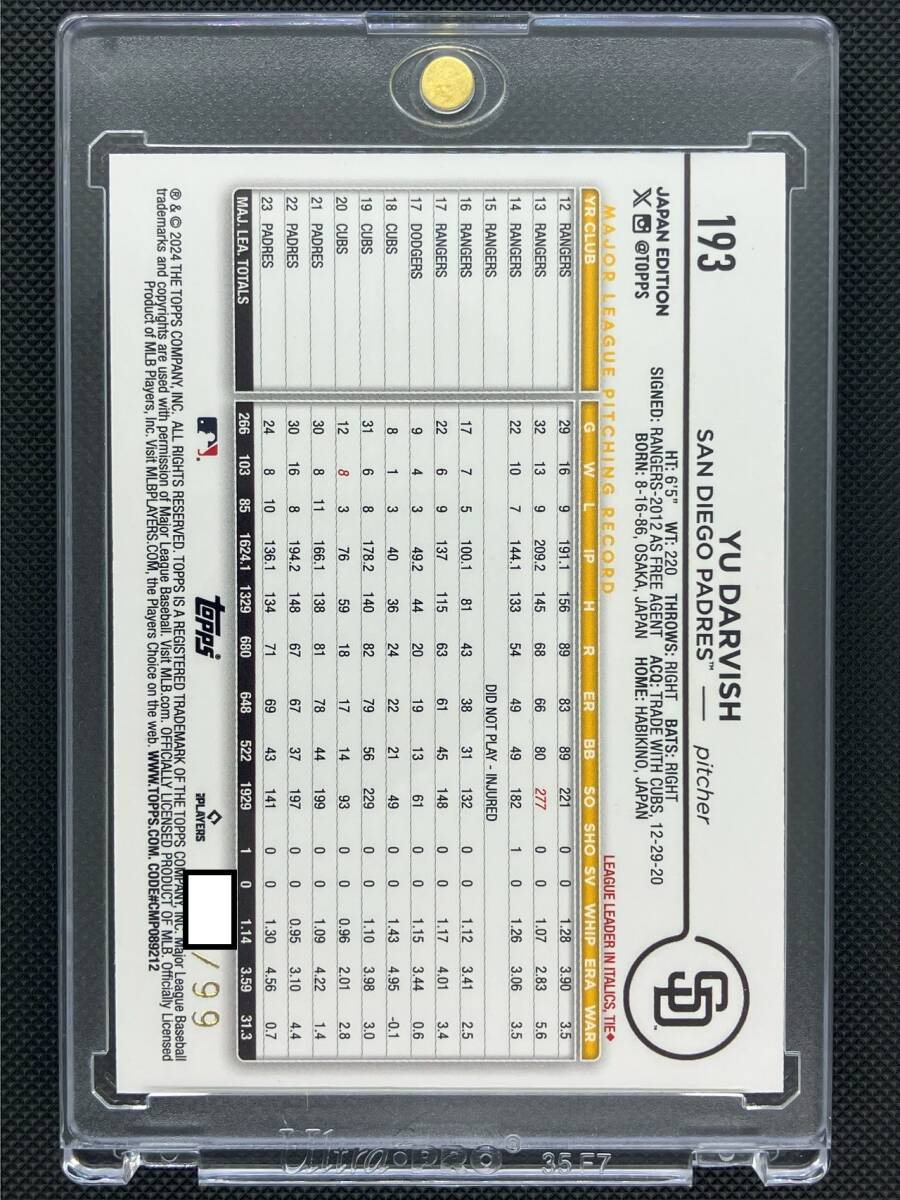 193
YU DARVISH
SAN DIEGO PADRES™ — pitcher
HT: 6'5" WT: 220 THROWS: RIGHT BATS: RIGHT
JAPAN EDITION
SIGNED: RANGERS-2012 AS FREE AGENT ACQ: TRADE WITH CUBS, 12-29-20
@TOPPS
BORN: 8-16-86, OSAKA, JAPAN HOME: HABIKINO, JAPAN
SD
MAJOR LEAGUE PITCHING RECORD
LEAGUE LEADER IN ITALICS, TIE♦
YR CLUB G W L IP H R ER BB SO SHO SV WHIP ERA WAR
12 RANGERS 29 16 9 191.1 156 89 83 89 221 0 0 1.28 3.90 3.5
13 RANGERS 32 13 9 209.2 145 68 66 80 277 0 0 1.07 2.83 5.6
14 RANGERS 22 10 7 144.1 133 54 49 49 182 1 0 1.26 3.06 3.5
15 RANGERS DID NOT PLAY - INJURED
16 RANGERS 17 7 5 100.1 81 43 38 31 132 0 0 1.12 3.41 2.5
17 RANGERS 22 6 9 137 115 63 61 45 148 0 0 1.17 4.01 3.4
17 DODGERS 9 4 3 49.2 44 20 19 13 61 0 0 1.15 3.44 0.6
18 CUBS 8 1 3 40 36 24 22 21 49 0 0 1.43 4.95 -0.1
19 CUBS 31 6 8 178.2 140 82 79 56 229 0 0 1.10 3.98 3.0
20 CUBS 12 8 3 76 59 18 17 14 93 0 0 0.96 2.01 2.8
21 PADRES 30 8 11 166.1 138 81 78 44 199 0 0 1.09 4.22 1.4
22 PADRES 30 16 8 194.2 148 67 67 37 197 0 0 0.95 3.10 4.4
23 PADRES 24 8 10 136.1 134 71 69 43 141 0 0 1.30 4.56 0.7
MAJ. LEA. TOTALS 266 103 85 1624.1 1329 680 648 522 1929 1 0 1.14 3.59 31.3
topps®
PLAYERS
/99
® & © 2024 THE TOPPS COMPANY, INC. ALL RIGHTS RESERVED. TOPPS IS A REGISTERED TRADEMARK OF THE TOPPS COMPANY, INC. Major League Baseball
trademarks and copyrights are used with permission of Major League Baseball. Visit MLB.com. OFFICIALLY LICENSED PRODUCT OF MLB. Officially Licensed
Product of MLB Players, Inc. Visit MLBPLAYERS.COM, the Players Choice on the web. WWW.TOPPS.COM. CODE#CMP089212
Ultra·PRO® 35 F7